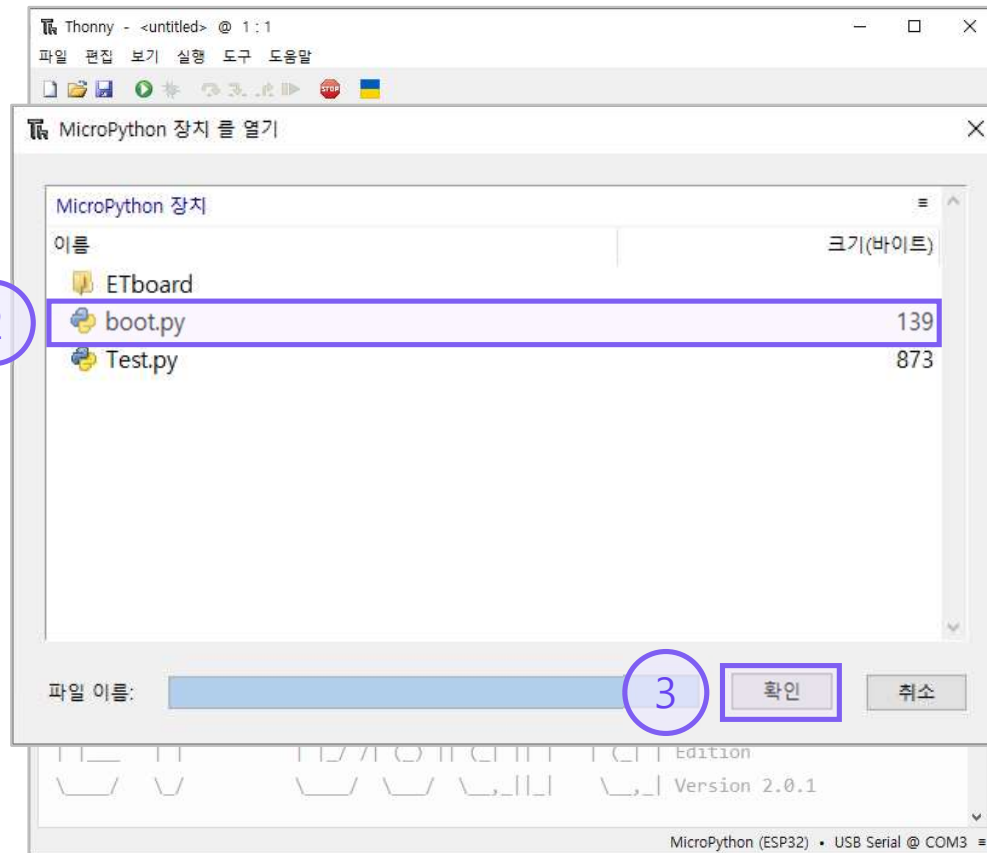 Thonny - <untitled> @ 1 : 1
파일 편집 보기 실행 도구 도움말
STOP
MicroPython 장치 를 열기
MicroPython 장치
이름 크기(바이트)
ETboard
boot.py 139
Test.py 873
파일 이름: 3 확인 취소
Edition
Version 2.0.1
MicroPython (ESP32) • USB Serial @ COM3 ≡